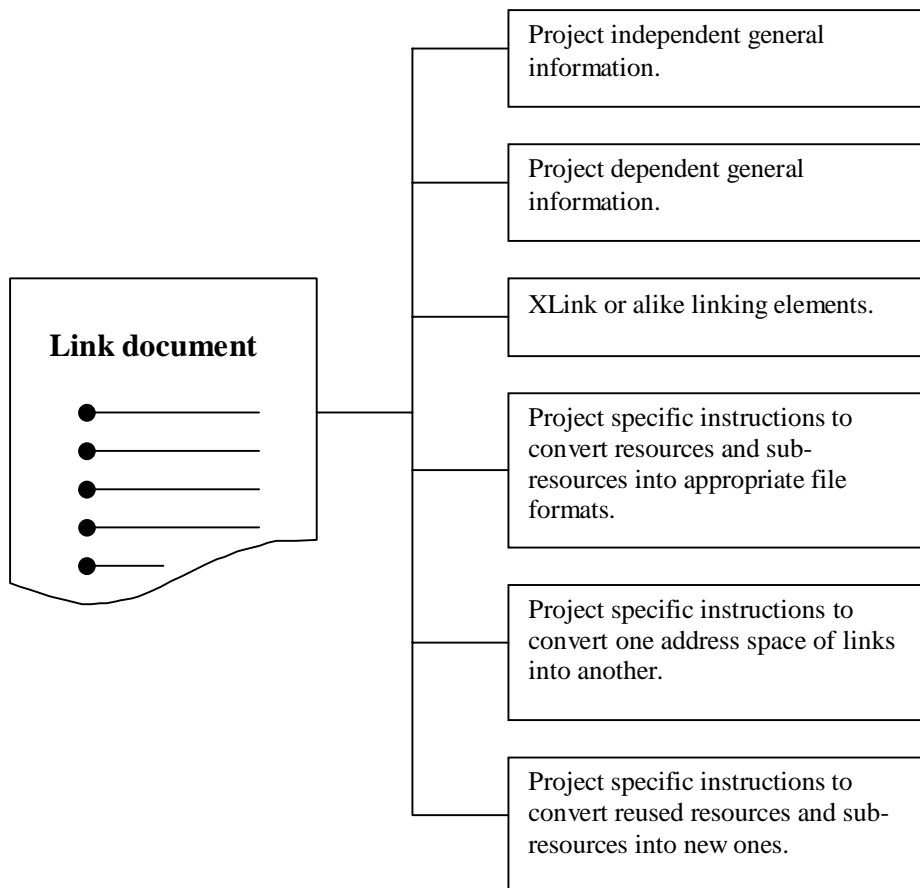 Project independent general
information.
Project dependent general
information.
XLink or alike linking elements.
Link document
Project specific instructions to
convert resources and sub-
resources into appropriate file
formats.
Project specific instructions to
convert one address space of links
into another.
Project specific instructions to
convert reused resources and sub-
resources into new ones.